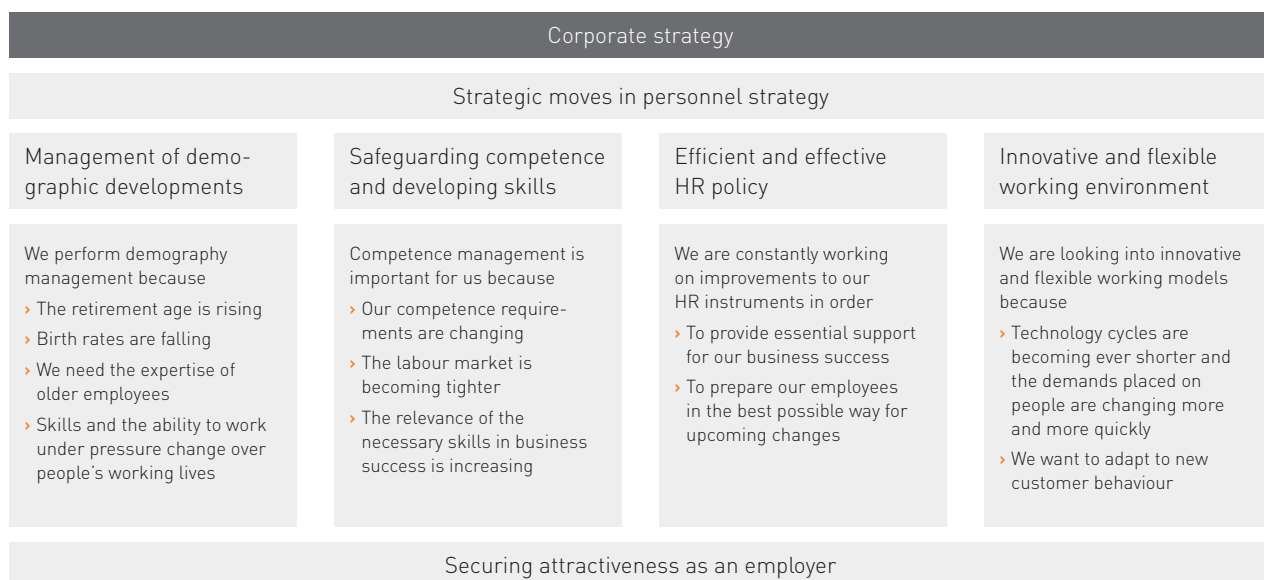 Corporate strategy
Strategic moves in personnel strategy
Management of demo-
graphic developments
Safeguarding competence
and developing skills
Efficient and effective
HR policy
Innovative and flexible
working environment
We perform demography
management because
› The retirement age is rising
› Birth rates are falling
› We need the expertise of
older employees
› Skills and the ability to work
under pressure change over
people’s working lives
Competence management is
important for us because
› Our competence require-
ments are changing
› The labour market is
becoming tighter
› The relevance of the
necessary skills in business
success is increasing
We are constantly working
on improvements to our
HR instruments in order
› To provide essential support
for our business success
› To prepare our employees
in the best possible way for
upcoming changes
We are looking into innovative
and flexible working models
because
› Technology cycles are
becoming ever shorter and
the demands placed on
people are changing more
and more quickly
› We want to adapt to new
customer behaviour
Securing attractiveness as an employer